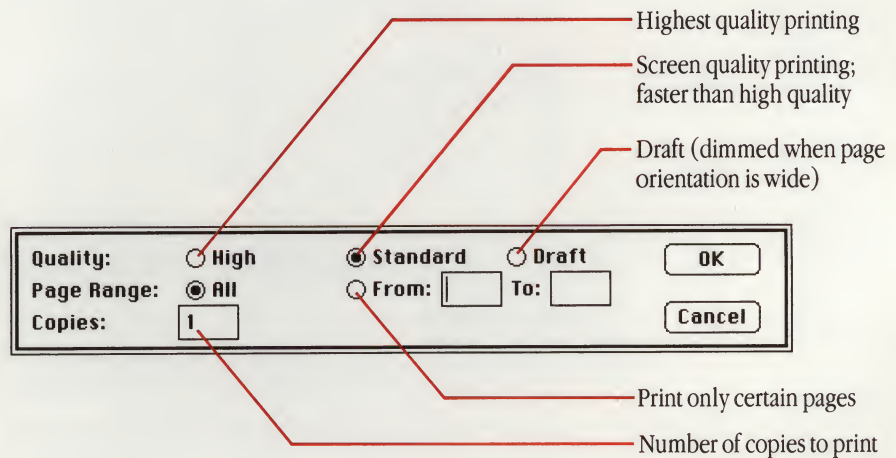 Highest quality printing
Screen quality printing;
faster than high quality
Draft (dimmed when page
orientation is wide)
Quality: High Standard Draft OK
Page Range: All From: To:
Copies: 1 Cancel
Print only certain pages
Number of copies to print